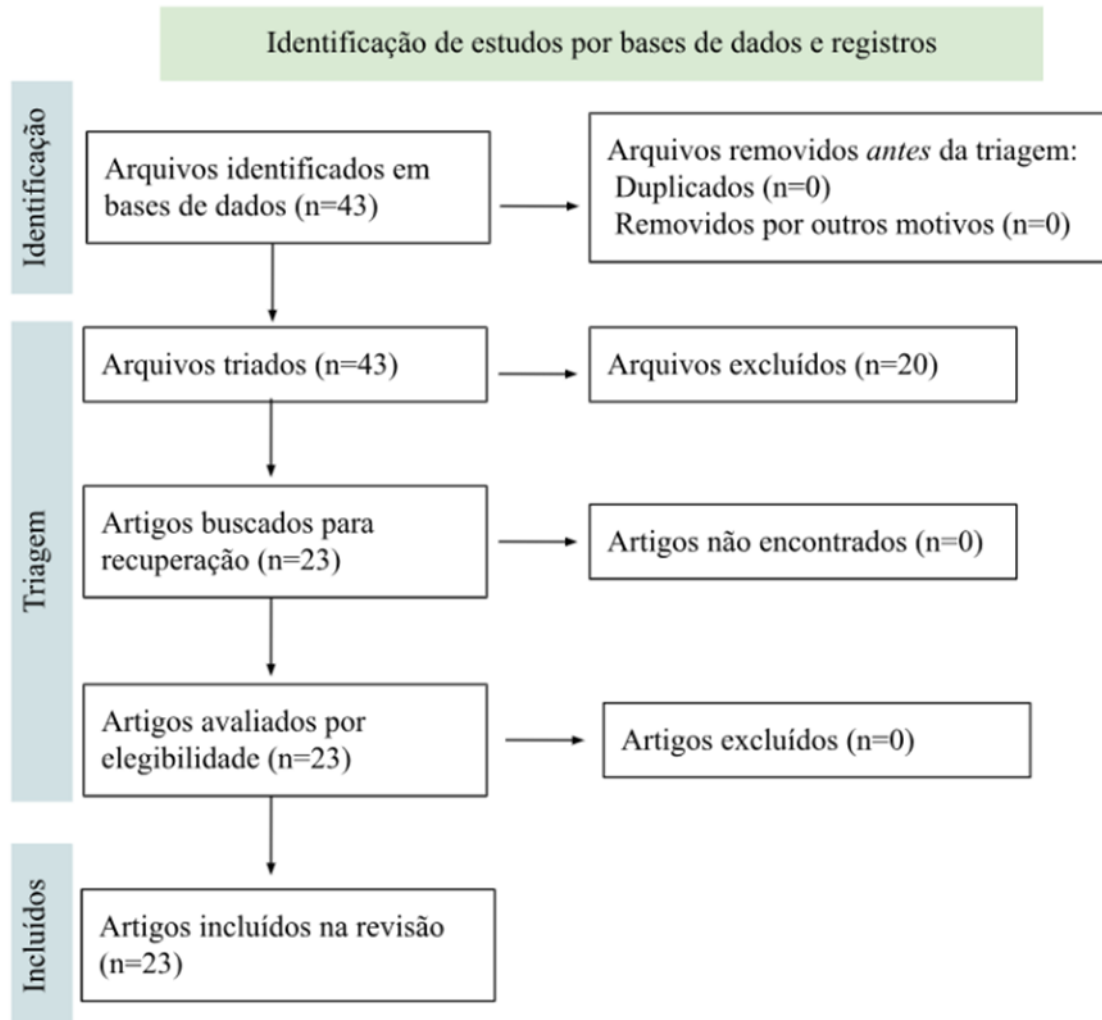 Identificação de estudos por bases de dados e registros
Identificação
Arquivos identificados em
bases de dados (n=43)
Arquivos removidos antes da triagem:
Duplicados (n=0)
Removidos por outros motivos (n=0)
Triagem
Arquivos triados (n=43)
Arquivos excluídos (n=20)
Artigos buscados para
recuperação (n=23)
Artigos não encontrados (n=0)
Artigos avaliados por
elegibilidade (n=23)
Artigos excluídos (n=0)
Incluídos
Artigos incluídos na revisão
(n=23)